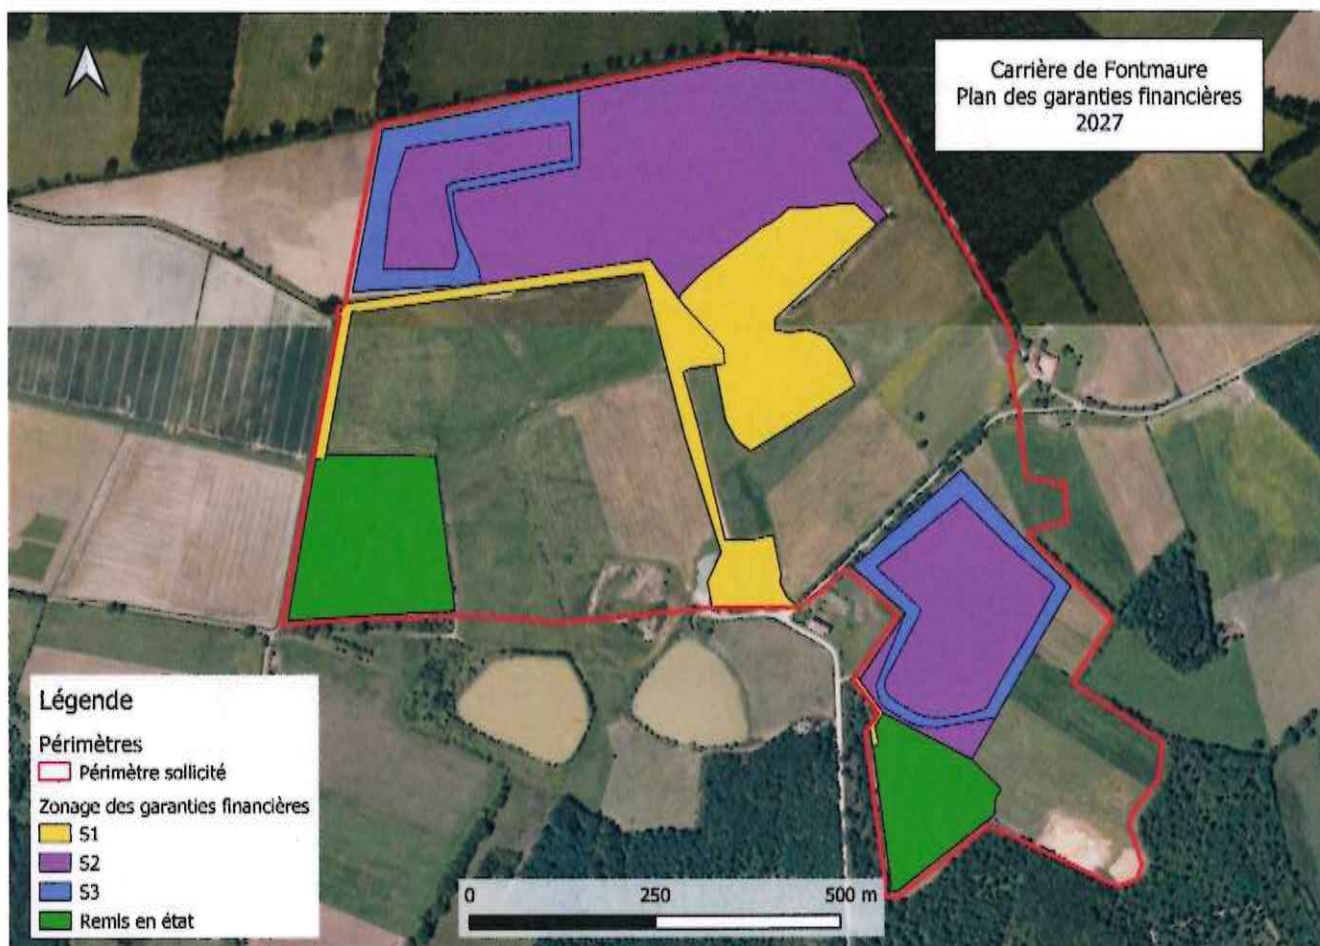 Carrière de Fontmaure
Plan des garanties financières
2027
Légende
Périmètres
Périmètre sollicité
Zonage des garanties financières
S1
S2
S3
Remis en état
0 250 500 m